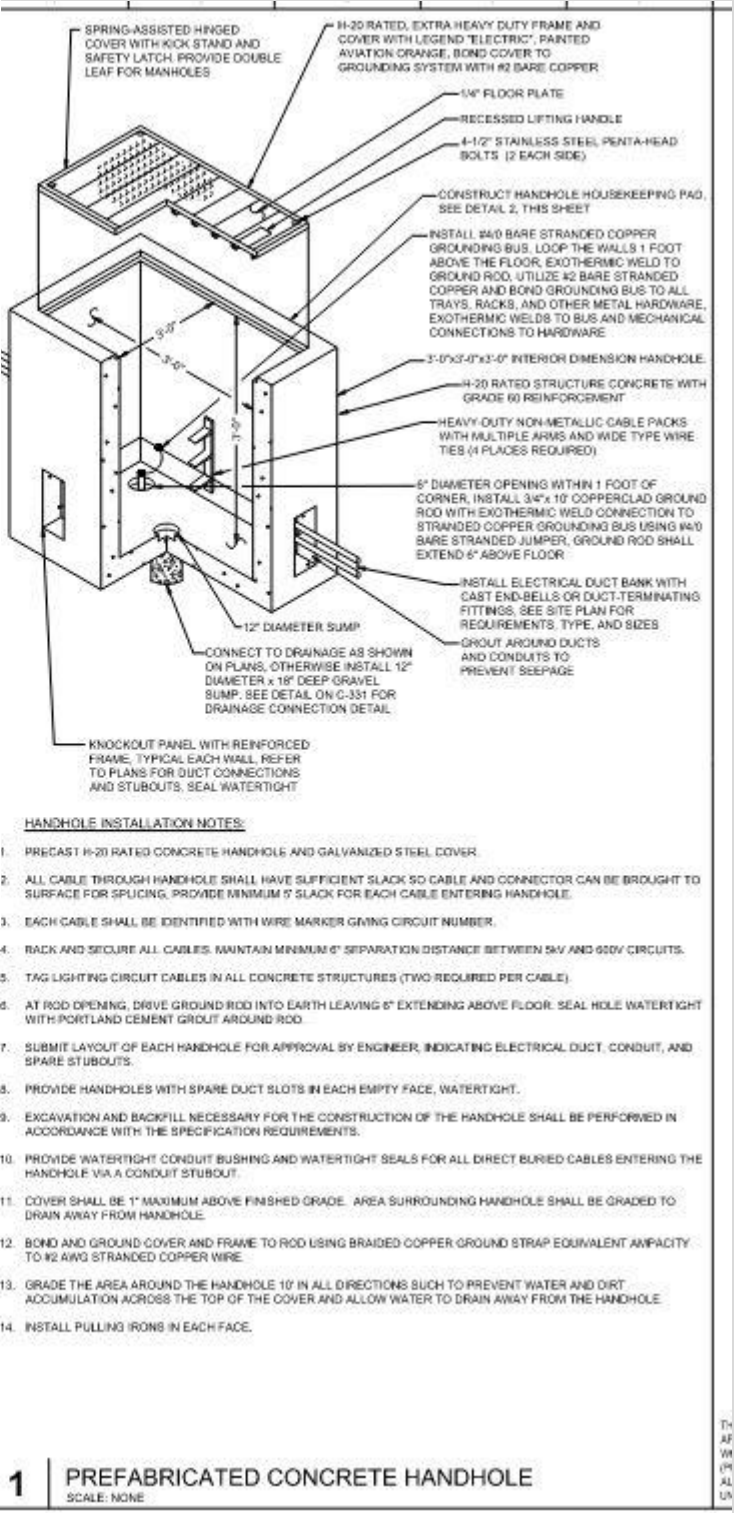 SPRING-ASSISTED HINGED
COVER WITH KICK STAND AND
SAFETY LATCH. PROVIDE DOUBLE
LEAF FOR MANHOLES
H-20 RATED, EXTRA HEAVY DUTY FRAME AND
COVER WITH LEGEND "ELECTRIC", PAINTED
AVIATION ORANGE, BOND COVER TO
GROUNDING SYSTEM WITH #2 BARE COPPER
1/4" FLOOR PLATE
RECESSED LIFTING HANDLE
4-1/2" STAINLESS STEEL PENTA-HEAD
BOLTS (2 EACH SIDE)
CONSTRUCT HANDHOLE HOUSEKEEPING PAD,
SEE DETAIL 2, THIS SHEET
INSTALL #4/0 BARE STRANDED COPPER
GROUNDING BUS, LOOP THE WALLS 1 FOOT
ABOVE THE FLOOR, EXOTHERMIC WELD TO
GROUND ROD, UTILIZE #2 BARE STRANDED
COPPER AND BOND GROUNDING BUS TO ALL
TRAYS, RACKS, AND OTHER METAL HARDWARE,
EXOTHERMIC WELDS TO BUS AND MECHANICAL
CONNECTIONS TO HARDWARE
3'-0"
3'-0"
3'-0"
3'-0"x3'-0"x3'-0" INTERIOR DIMENSION HANDHOLE.
H-20 RATED STRUCTURE CONCRETE WITH
GRADE 60 REINFORCEMENT
HEAVY-DUTY NON-METALLIC CABLE PACKS
WITH MULTIPLE ARMS AND WIDE TYPE WIRE
TIES (4 PLACES REQUIRED)
6" DIAMETER OPENING WITHIN 1 FOOT OF
CORNER, INSTALL 3/4"x 10' COPPERCLAD GROUND
ROD WITH EXOTHERMIC WELD CONNECTION TO
STRANDED COPPER GROUNDING BUS USING #4/0
BARE STRANDED JUMPER, GROUND ROD SHALL
EXTEND 6" ABOVE FLOOR
INSTALL ELECTRICAL DUCT BANK WITH
CAST END-BELLS OR DUCT-TERMINATING
FITTINGS, SEE SITE PLAN FOR
REQUIREMENTS, TYPE, AND SIZES
GROUT AROUND DUCTS
AND CONDUITS TO
PREVENT SEEPAGE
12" DIAMETER SUMP
CONNECT TO DRAINAGE AS SHOWN
ON PLANS, OTHERWISE INSTALL 12"
DIAMETER x 18" DEEP GRAVEL
SUMP. SEE DETAIL ON C-331 FOR
DRAINAGE CONNECTION DETAIL
KNOCKOUT PANEL WITH REINFORCED
FRAME, TYPICAL EACH WALL, REFER
TO PLANS FOR DUCT CONNECTIONS
AND STUBOUTS, SEAL WATERTIGHT
HANDHOLE INSTALLATION NOTES:
1. PRECAST H-20 RATED CONCRETE HANDHOLE AND GALVANIZED STEEL COVER.
2. ALL CABLE THROUGH HANDHOLE SHALL HAVE SUFFICIENT SLACK SO CABLE AND CONNECTOR CAN BE BROUGHT TO
SURFACE FOR SPLICING, PROVIDE MINIMUM 5' SLACK FOR EACH CABLE ENTERING HANDHOLE.
3. EACH CABLE SHALL BE IDENTIFIED WITH WIRE MARKER GIVING CIRCUIT NUMBER.
4. RACK AND SECURE ALL CABLES. MAINTAIN MINIMUM 6" SEPARATION DISTANCE BETWEEN 5kV AND 600V CIRCUITS.
5. TAG LIGHTING CIRCUIT CABLES IN ALL CONCRETE STRUCTURES (TWO REQUIRED PER CABLE).
6. AT ROD OPENING, DRIVE GROUND ROD INTO EARTH LEAVING 6" EXTENDING ABOVE FLOOR. SEAL HOLE WATERTIGHT
WITH PORTLAND CEMENT GROUT AROUND ROD.
7. SUBMIT LAYOUT OF EACH HANDHOLE FOR APPROVAL BY ENGINEER, INDICATING ELECTRICAL DUCT, CONDUIT, AND
SPARE STUBOUTS.
8. PROVIDE HANDHOLES WITH SPARE DUCT SLOTS IN EACH EMPTY FACE, WATERTIGHT.
9. EXCAVATION AND BACKFILL NECESSARY FOR THE CONSTRUCTION OF THE HANDHOLE SHALL BE PERFORMED IN
ACCORDANCE WITH THE SPECIFICATION REQUIREMENTS.
10. PROVIDE WATERTIGHT CONDUIT BUSHING AND WATERTIGHT SEALS FOR ALL DIRECT BURIED CABLES ENTERING THE
HANDHOLE VIA A CONDUIT STUBOUT.
11. COVER SHALL BE 1" MAXIMUM ABOVE FINISHED GRADE. AREA SURROUNDING HANDHOLE SHALL BE GRADED TO
DRAIN AWAY FROM HANDHOLE.
12. BOND AND GROUND COVER AND FRAME TO ROD USING BRAIDED COPPER GROUND STRAP EQUIVALENT AMPACITY
TO #2 AWG STRANDED COPPER WIRE.
13. GRADE THE AREA AROUND THE HANDHOLE 10' IN ALL DIRECTIONS SUCH TO PREVENT WATER AND DIRT
ACCUMULATION ACROSS THE TOP OF THE COVER AND ALLOW WATER TO DRAIN AWAY FROM THE HANDHOLE.
14. INSTALL PULLING IRONS IN EACH FACE.
1
PREFABRICATED CONCRETE HANDHOLE
SCALE: NONE